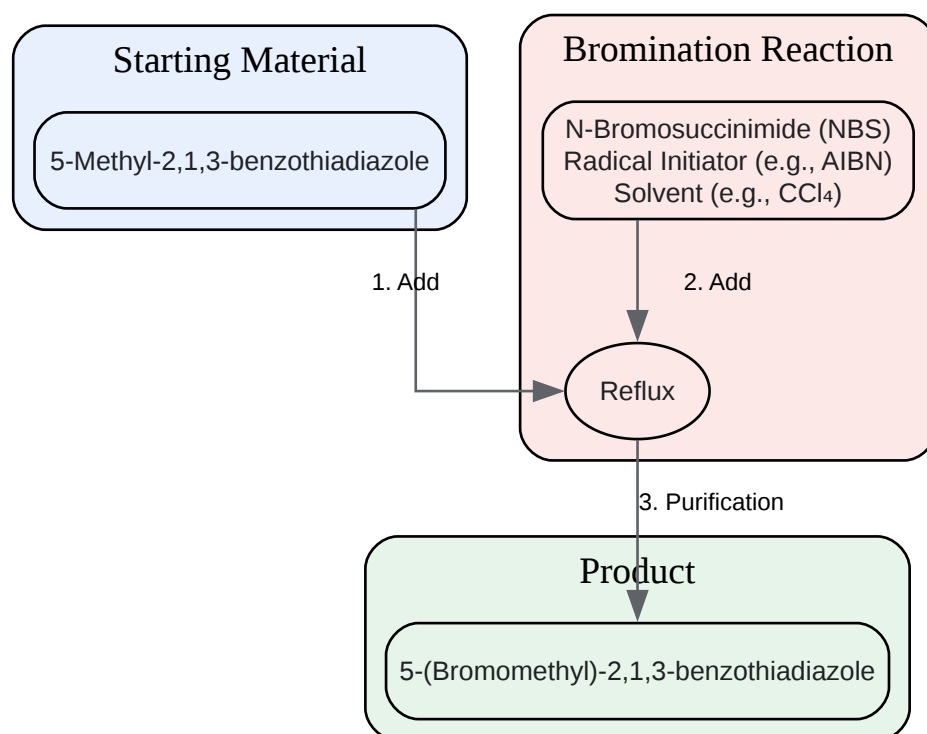 Starting Material
5-Methyl-2,1,3-benzothiadiazole
Bromination Reaction
N-Bromosuccinimide (NBS)
Radical Initiator (e.g., AIBN)
Solvent (e.g., CCl₄)
1. Add
2. Add
Reflux
3. Purification
Product
5-(Bromomethyl)-2,1,3-benzothiadiazole